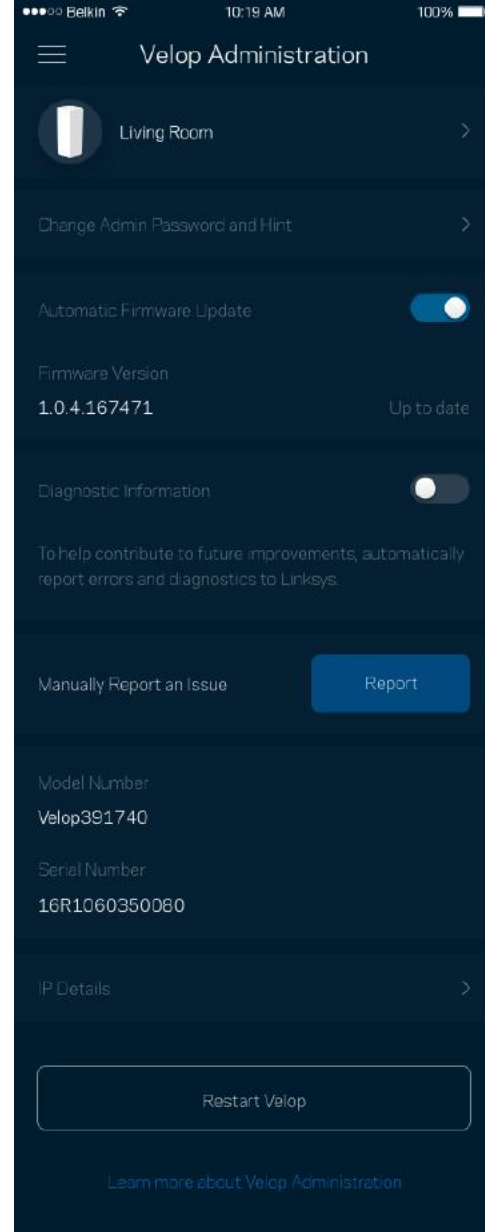 Belkin 10:19 AM 100%
Velop Administration
Living Room
Change Admin Password and Hint
Automatic Firmware Update
Firmware Version
1.0.4.167471 Up to date
Diagnostic Information
To help contribute to future improvements, automatically
report errors and diagnostics to Linksys.
Manually Report an Issue Report
Model Number
Velop391740
Serial Number
16R1060350080
IP Details
Restart Velop
Learn more about Velop Administration